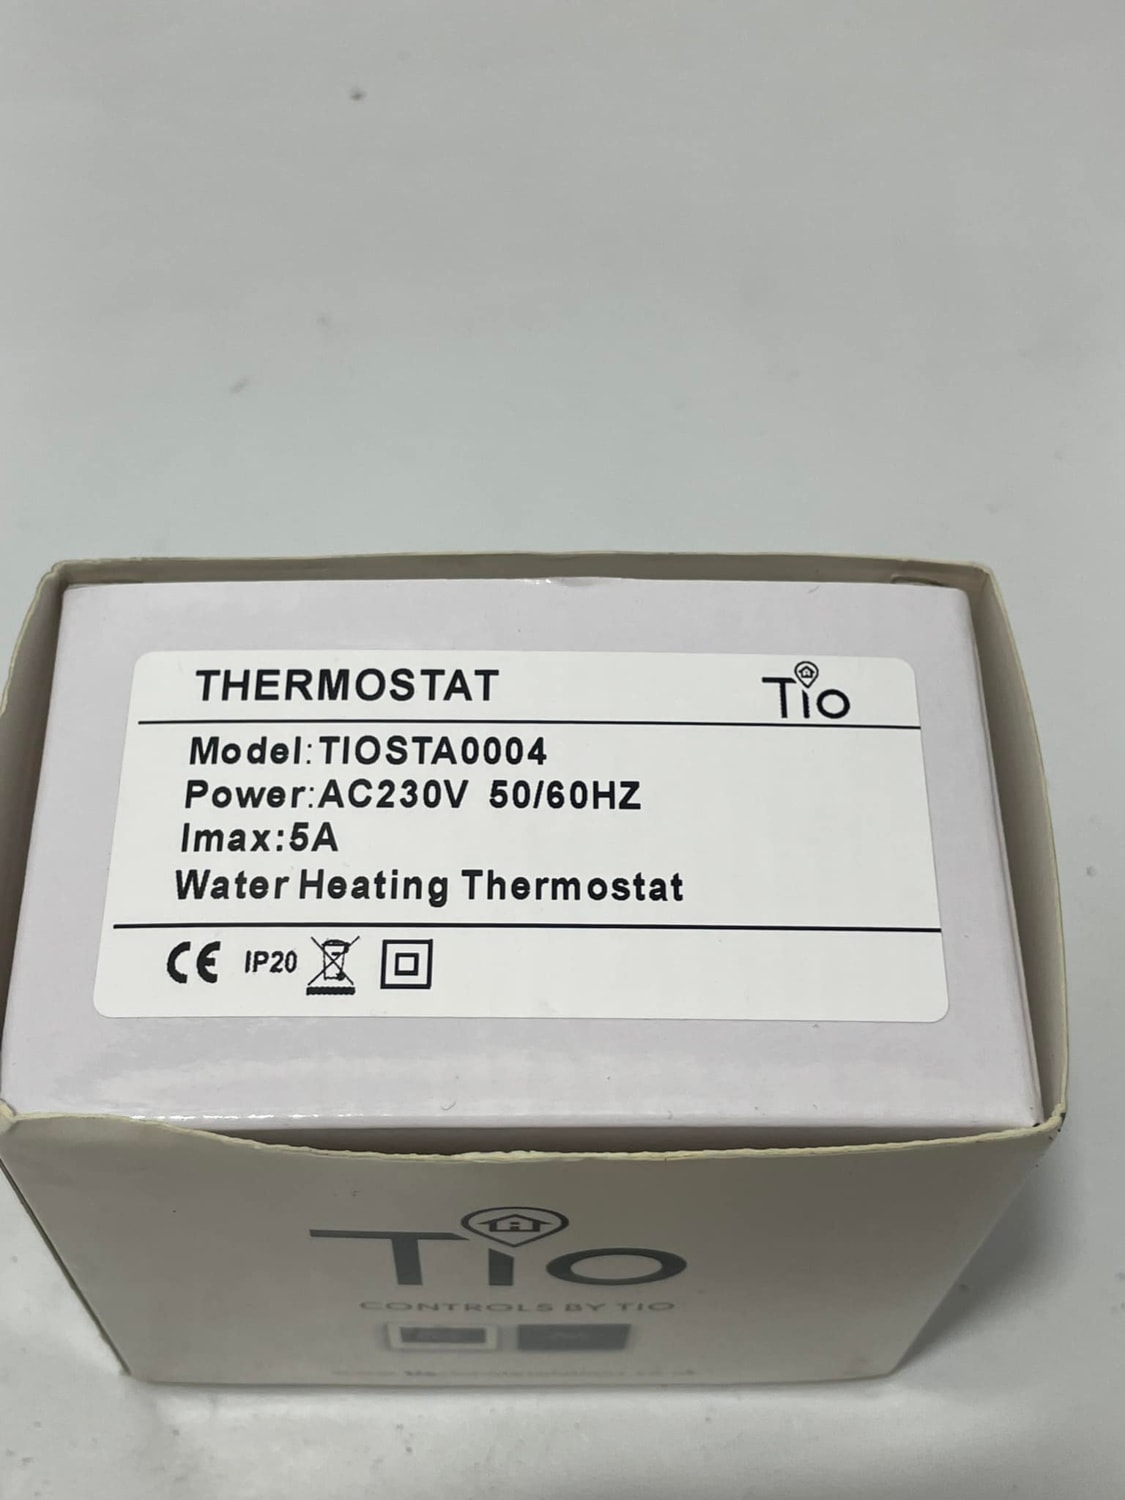 THERMOSTAT
Tio
Model:TIOSTA0004
Power:AC230V 50/60HZ
Imax:5A
Water Heating Thermostat
CE IP20
Tio
CONTROLS BY TIO